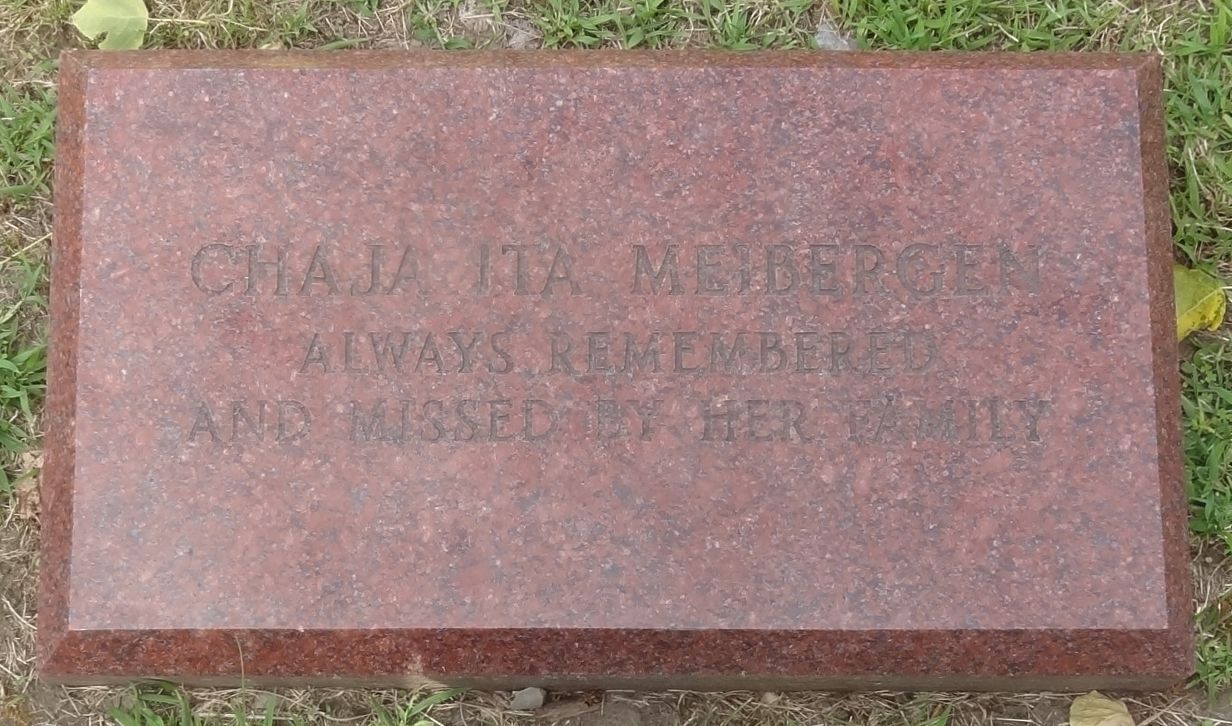 CHAJA ITA MEIBERGEN
ALWAYS REMEMBERED
AND MISSED BY HER FAMILY